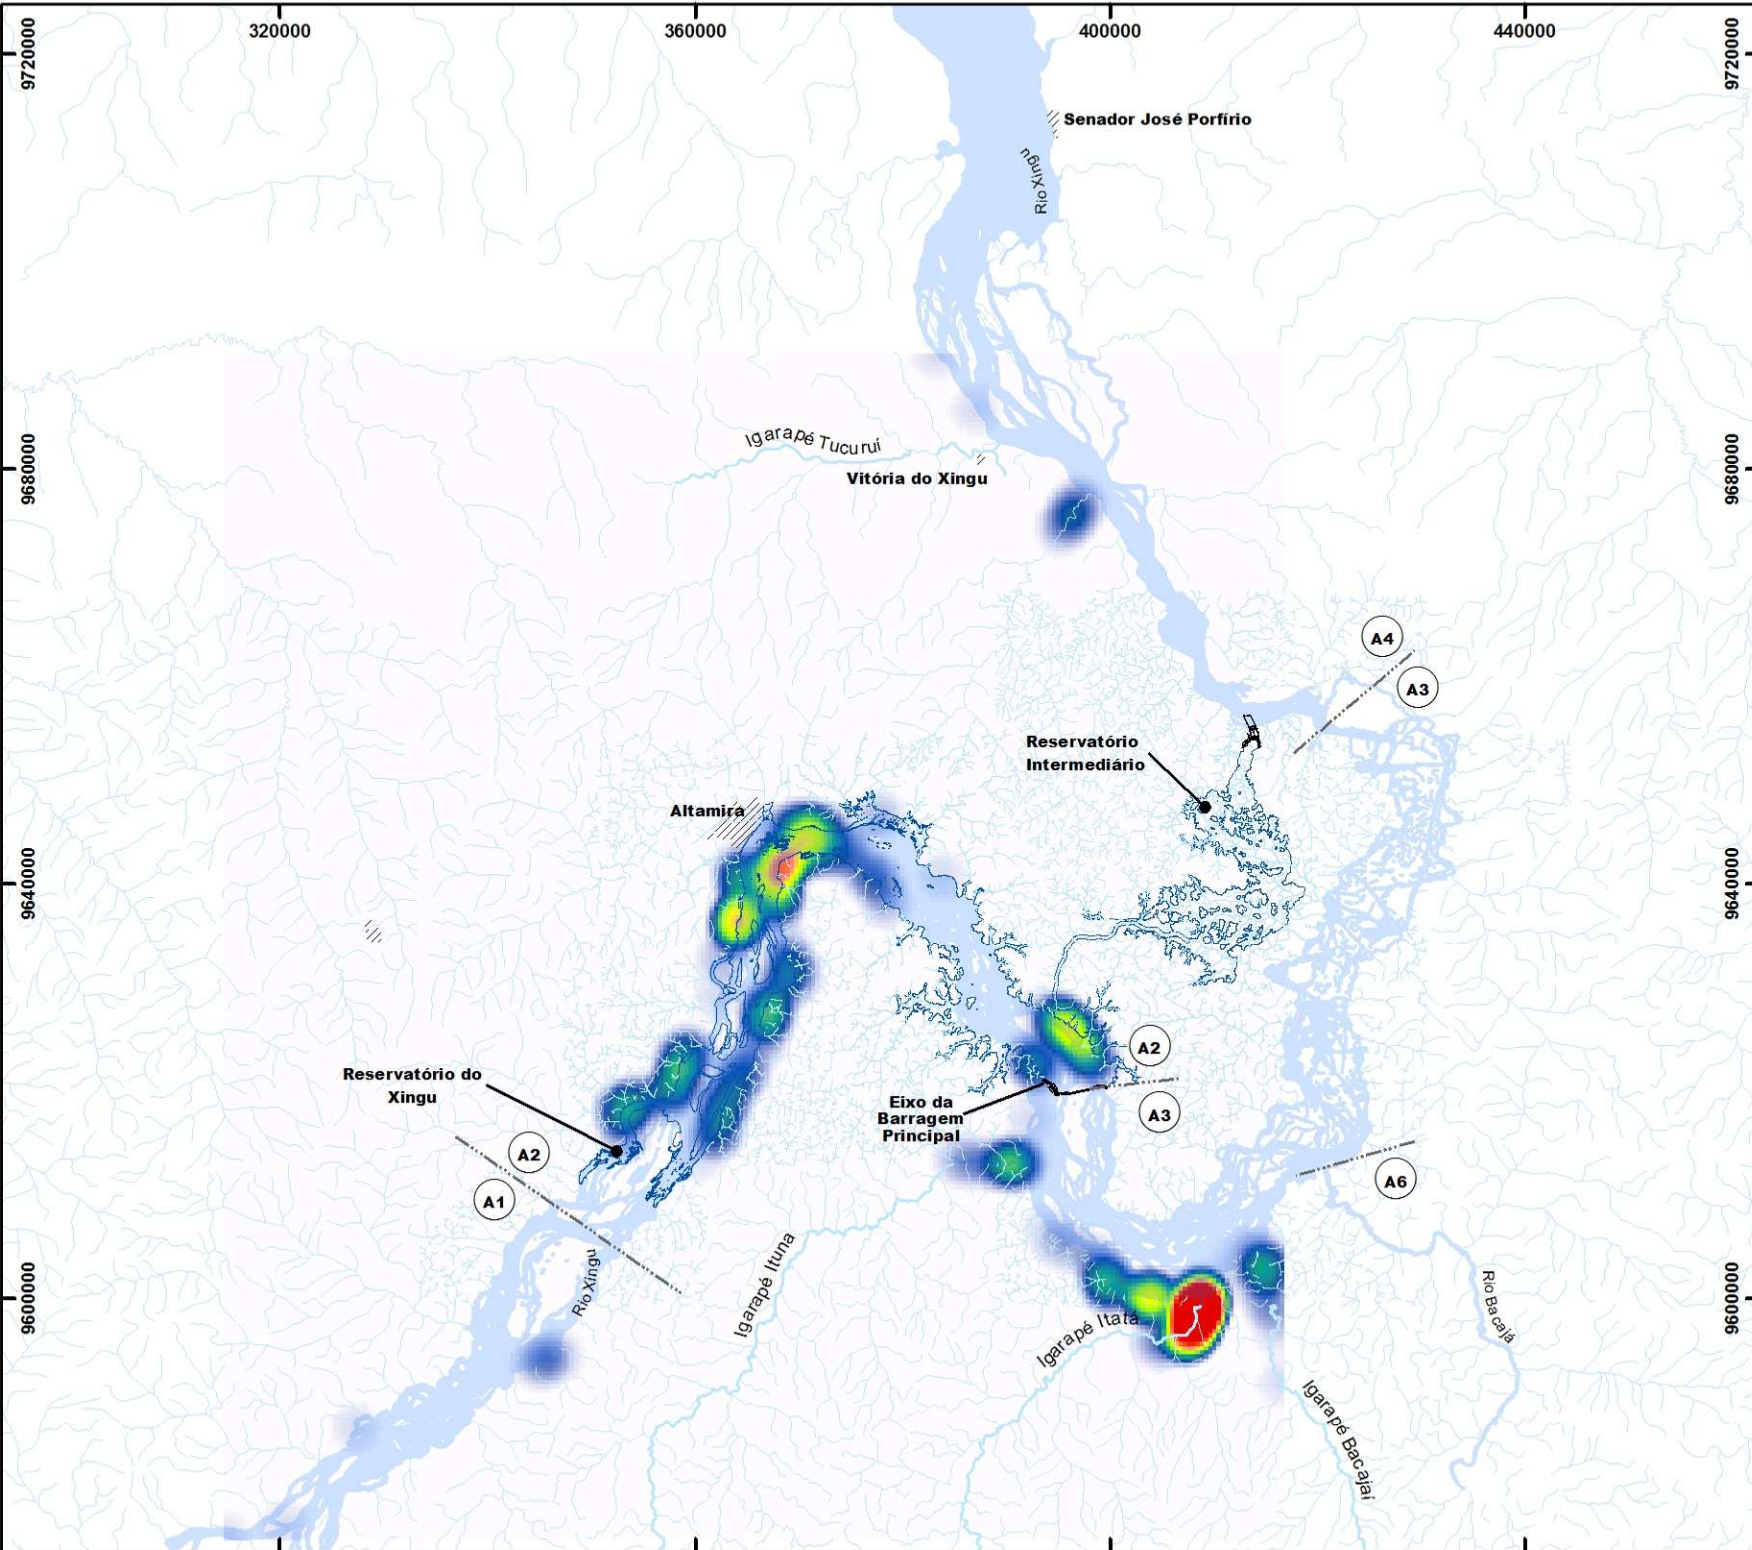 320000
360000
400000
440000
9720000
9720000
Senador José Porfírio
Rio Xingu
Igarapé Tucuruí
Vitória do Xingu
9680000
9680000
A4
A3
Reservatório
Intermediário
Altamira
9640000
9640000
A2
Reservatório do
Xingu
Eixo da
Barragem
Principal
A3
A2
A1
A6
Igarapé Ituna
Rio Xingu
Igarapé Itatá
Rio Bacajá
9600000
9600000
Igarapé Bacajaí